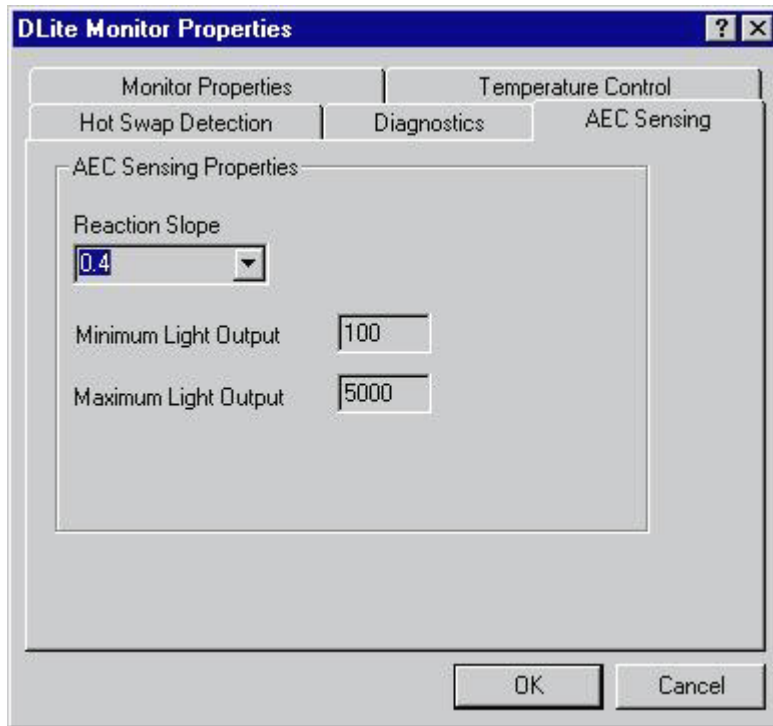 DLite Monitor Properties
Monitor Properties
Temperature Control
Hot Swap Detection
Diagnostics
AEC Sensing
AEC Sensing Properties
Reaction Slope
0.4
Minimum Light Output 100
Maximum Light Output 5000
OK
Cancel